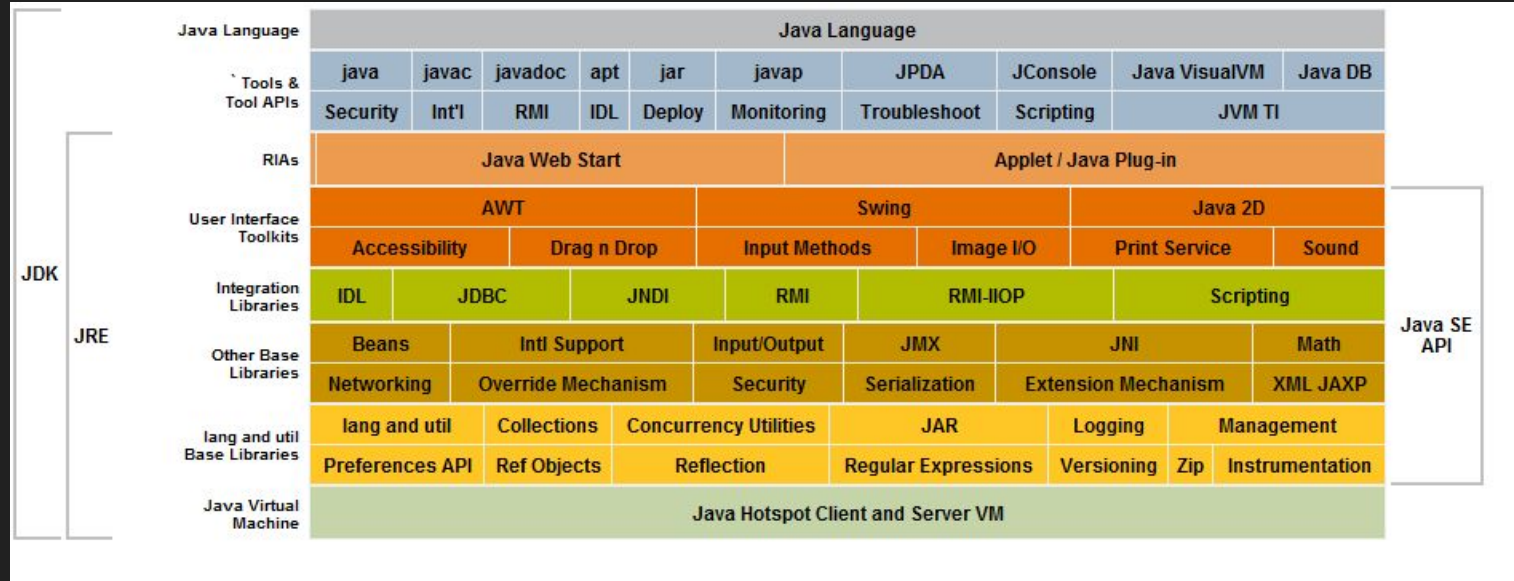 Java Language
Java Language
` Tools &
Tool APIs
java javac javadoc apt jar javap JPDA JConsole Java VisualVM Java DB
Security Int'l RMI IDL Deploy Monitoring Troubleshoot Scripting JVM TI
RIAs
Java Web Start Applet / Java Plug-in
User Interface
Toolkits
AWT Swing Java 2D
Accessibility Drag n Drop Input Methods Image I/O Print Service Sound
JDK
Integration
Libraries
IDL JDBC JNDI RMI RMI-IIOP Scripting
JRE
Java SE
API
Other Base
Libraries
Beans Intl Support Input/Output JMX JNI Math
Networking Override Mechanism Security Serialization Extension Mechanism XML JAXP
lang and util
Base Libraries
lang and util Collections Concurrency Utilities JAR Logging Management
Preferences API Ref Objects Reflection Regular Expressions Versioning Zip Instrumentation
Java Virtual
Machine
Java Hotspot Client and Server VM